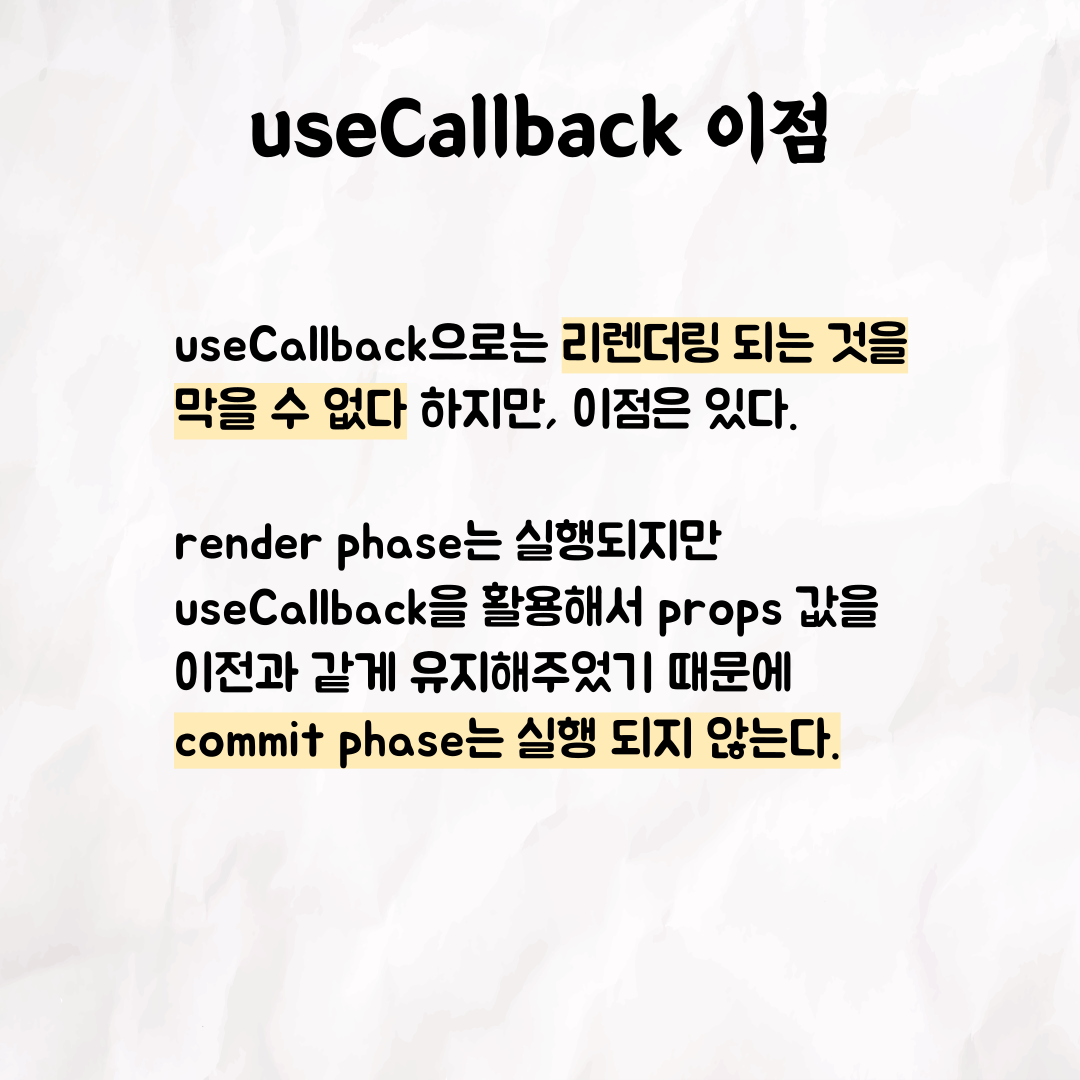 useCallback 이점
useCallback으로는 리렌더링 되는 것을
막을 수 없다 하지만, 이점은 있다.
render phase는 실행되지만
useCallback을 활용해서 props 값을
이전과 같게 유지해주었기 때문에
commit phase는 실행 되지 않는다.